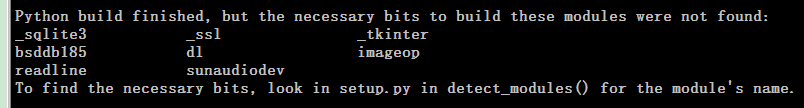 Python build finished, but the necessary bits to build these modules were not found:
_sqlite3 _ssl _tkinter
bsddb185 dl imageop
readline sunaudiodev
To find the necessary bits, look in setup.py in detect_modules() for the module's name.